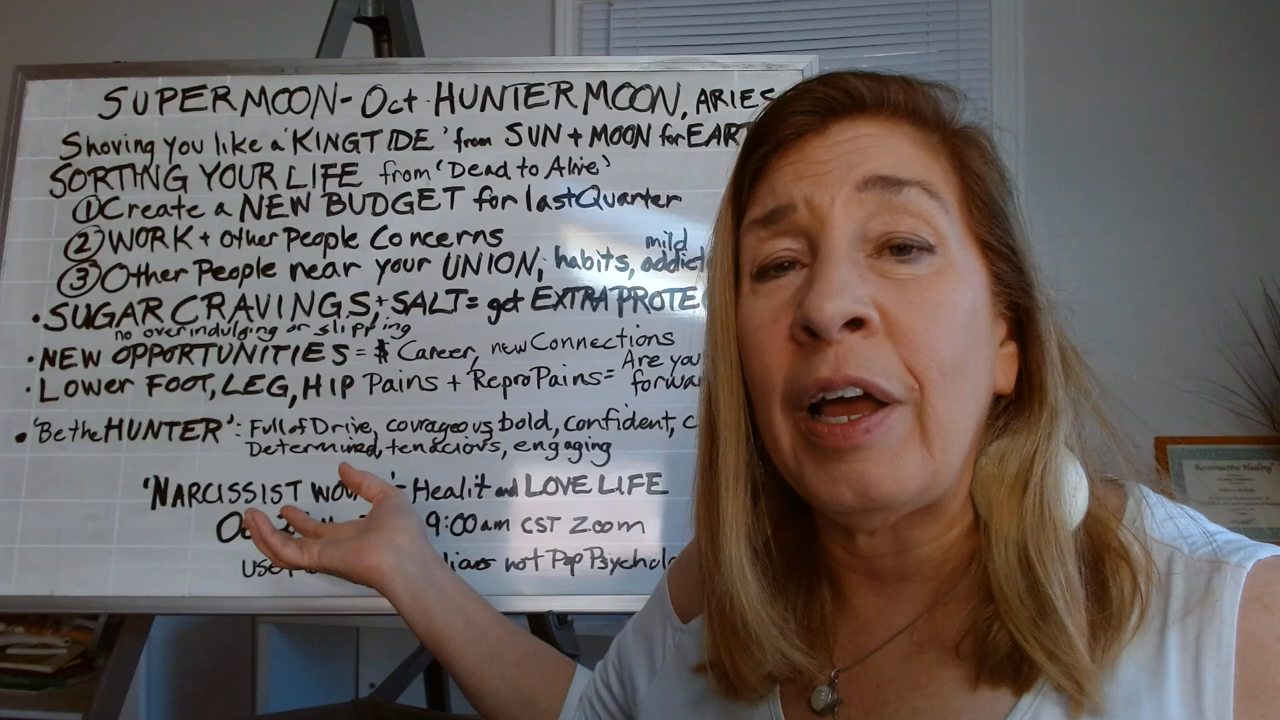 SUPERMOON - Oct HUNTER MOON, ARIES
Shoving you like a 'KINGTIDE' from SUN + MOON for EART
SORTING YOUR LIFE from 'Dead to Alive'
① Create a NEW BUDGET for last Quarter
② WORK + Other People Concerns
mild
③ Other People near your UNION, habits, addict
• SUGAR CRAVINGS, + SALT = get EXTRA PROTE
no overindulging or slipping
• NEW OPPORTUNITIES = $ Career, new Connections
• LOWER FOOT, LEG, HIP Pains + Repro Pains = Are you
forwa
• 'Be the HUNTER': Full of Drive, courageous, bold, confident, c
Determined, tenacious, engaging
'NARCISSIST WOU - Heal it and LOVE LIFE
9:00am CST Zoom
not Pop Psychol
Reconnective Healing